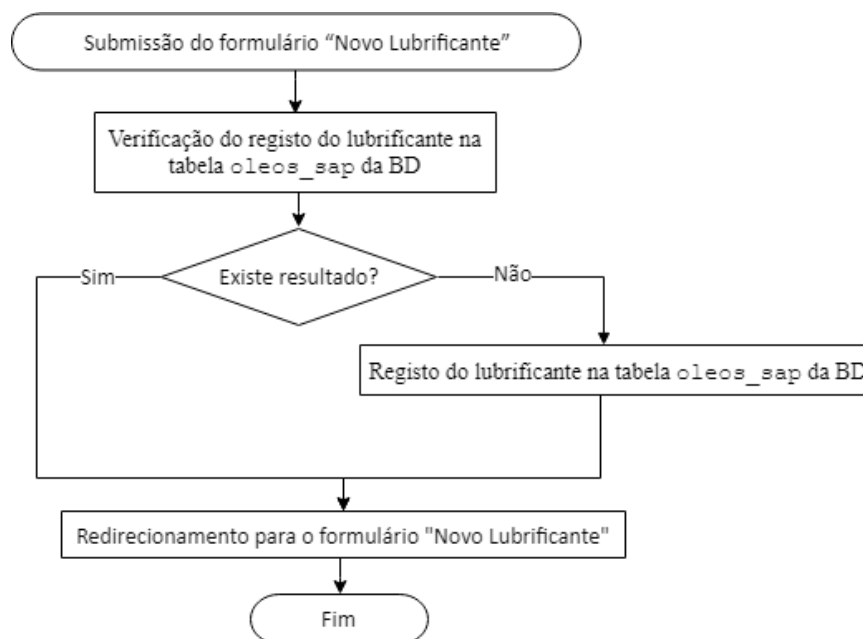 Submissão do formulário “Novo Lubrificante”
Verificação do registo do lubrificante na
tabela oleos_sap da BD
Existe resultado?
Sim
Não
Registo do lubrificante na tabela oleos_sap da BD
Redirecionamento para o formulário "Novo Lubrificante"
Fim